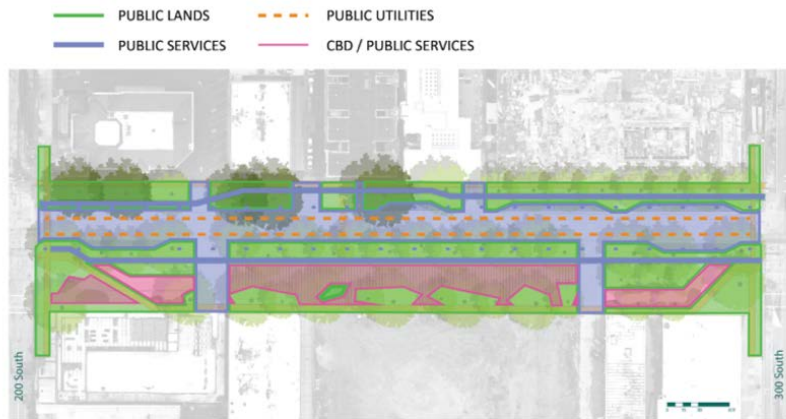 PUBLIC LANDS
PUBLIC UTILITIES
PUBLIC SERVICES
CBD / PUBLIC SERVICES
200 South
300 South